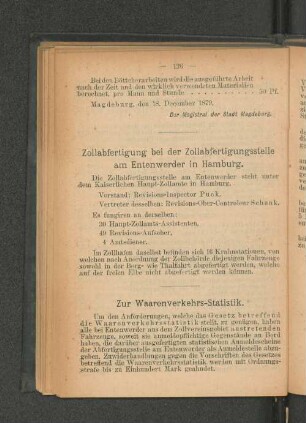 — 126 —
Bei den Böttcherarbeiten wird die ausgeführte Arbeit
nach der Zeit und den wirklich verwendeten Materialien
berechnet, pro Mann und Stunde . . . . . . 50 Pf.
Magdeburg, den 18. December 1879.
Der Magistrat der Stadt Magdeburg.
Zollabfertigung bei der Zollabfertigungsstelle
am Entenwerder in Hamburg.
Die Zollabfertigungsstelle am Entenwerder steht unter
dem Kaiserlichen Haupt-Zollamte in Hamburg.
Vorstand: Revisions-Inspector
Vertreter desselben: Revisions-Ober-Controleur Schunk.
Es fungiren an derselben:
20 Haupt-Zollamts-Assistenten,
49 Revisions-Aufseher,
4 Amtsdiener.
Im Zollhafen daselbst befinden sich 16 Krahnstationen, von
welchen nach Anordnung der Zollbehörde diejenigen Fahrzeuge
sowohl in der Berg- wie Thalfahrt abgefertigt werden, welche auf
der freien Elbe nicht abgefertigt werden können.
Zur Waarenverkehrs-Statistik.
Um den Anforderungen, welche das Gesetz betreffend
die Waarenverkehrsstatistik stellt, zu genügen, haben
alle bei Entenwerder aus dem Zollvereinsgebiet austretenden
Fahrzeuge, soweit sie anmeldepflichtige Gegenstände an Bord
haben, die darüber ausgefertigten statistischen Anmeldescheine
der Abfertigungsstelle am Entenwerder als Anmeldestelle abzu-
geben. Zuwiderhandlungen gegen die Vorschriften des Gesetzes
betreffend die Waarenverkehrsstatistik werden mit Ordnungs-
strafe bis zu Einhundert Mark geahndet.